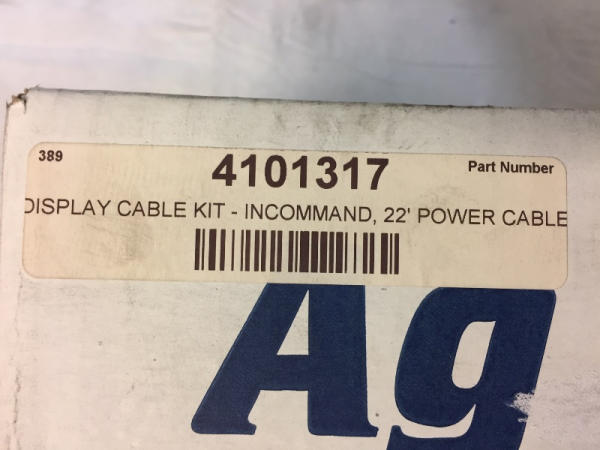 389
4101317
Part Number
DISPLAY CABLE KIT - INCOMMAND, 22' POWER CABLE
Ag